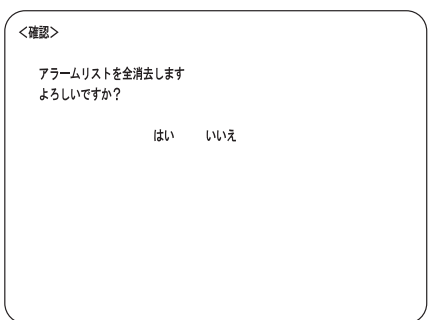 ＜確認＞
アラームリストを全消去します
よろしいですか？
はい　　いいえ